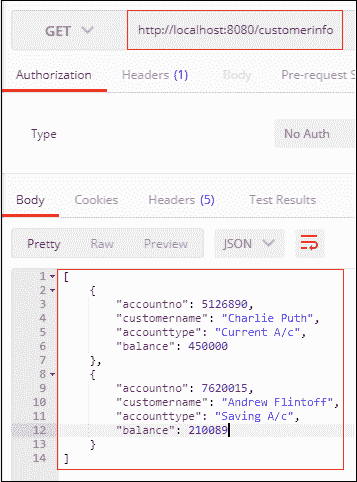 GET http://localhost:8080/customerinfo
Authorization Headers (1) Body Pre-request S
Type No Auth
Body Cookies Headers (5) Test Results
Pretty Raw Preview JSON
1 [
2 {
3 "accountno": 5126890,
4 "customername": "Charlie Puth",
5 "accounttype": "Current A/c",
6 "balance": 450000
7 },
8 {
9 "accountno": 7620015,
10 "customername": "Andrew Flintoff",
11 "accounttype": "Saving A/c",
12 "balance": 210089
13 }
14 ]